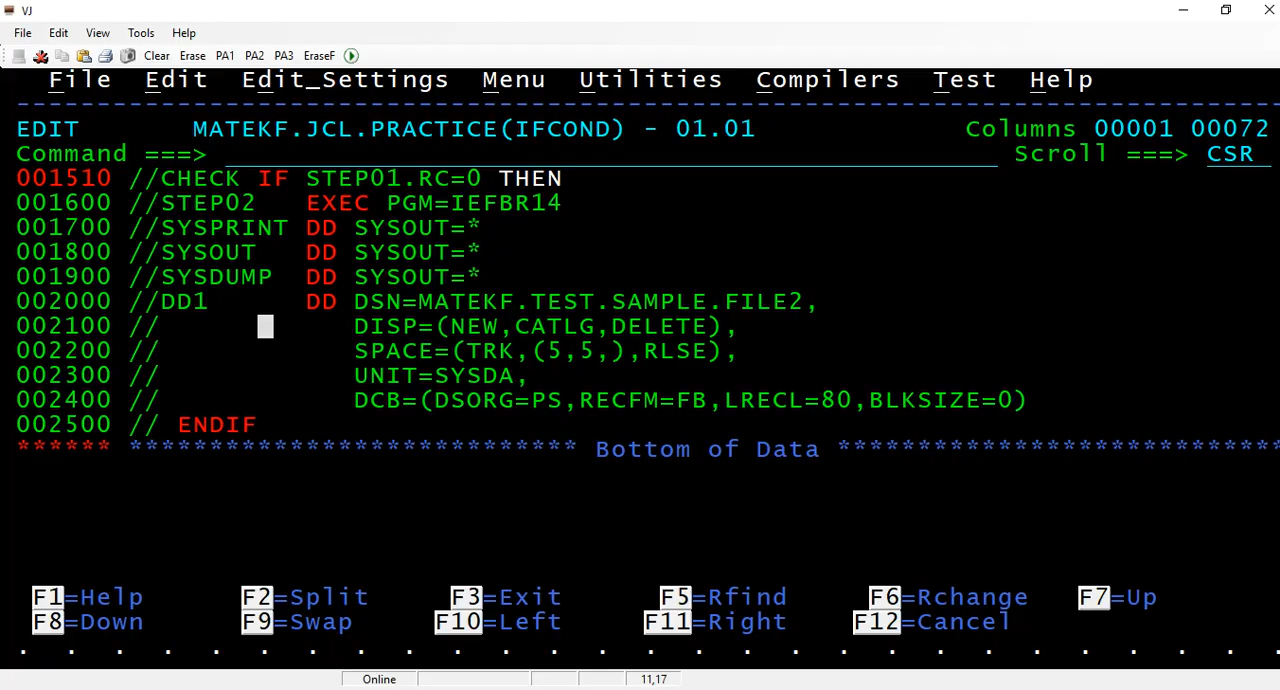 VJ
File Edit View Tools Help
Clear Erase PA1 PA2 PA3 EraseF
File Edit Edit_Settings Menu Utilities Compilers Test Help
--------------------------------------------------------------------------------
EDIT MATEKF.JCL.PRACTICE(IFCOND) - 01.01 Columns 00001 00072
Command ===> Scroll ===> CSR
001510 //CHECK IF STEP01.RC=0 THEN
001600 //STEP02 EXEC PGM=IEFBR14
001700 //SYSPRINT DD SYSOUT=*
001800 //SYSOUT DD SYSOUT=*
001900 //SYSDUMP DD SYSOUT=*
002000 //DD1 DD DSN=MATEKF.TEST.SAMPLE.FILE2,
002100 // DISP=(NEW,CATLG,DELETE),
002200 // SPACE=(TRK,(5,5,),RLSE),
002300 // UNIT=SYSDA,
002400 // DCB=(DSORG=PS,RECFM=FB,LRECL=80,BLKSIZE=0)
002500 // ENDIF
****** **************************** Bottom of Data ****************************
F1=Help F2=Split F3=Exit F5=Rfind F6=Rchange F7=Up
F8=Down F9=Swap F10=Left F11=Right F12=Cancel
. . . . . . . . . . . . . . . . . . . . . . . . . . .
Online 11,17